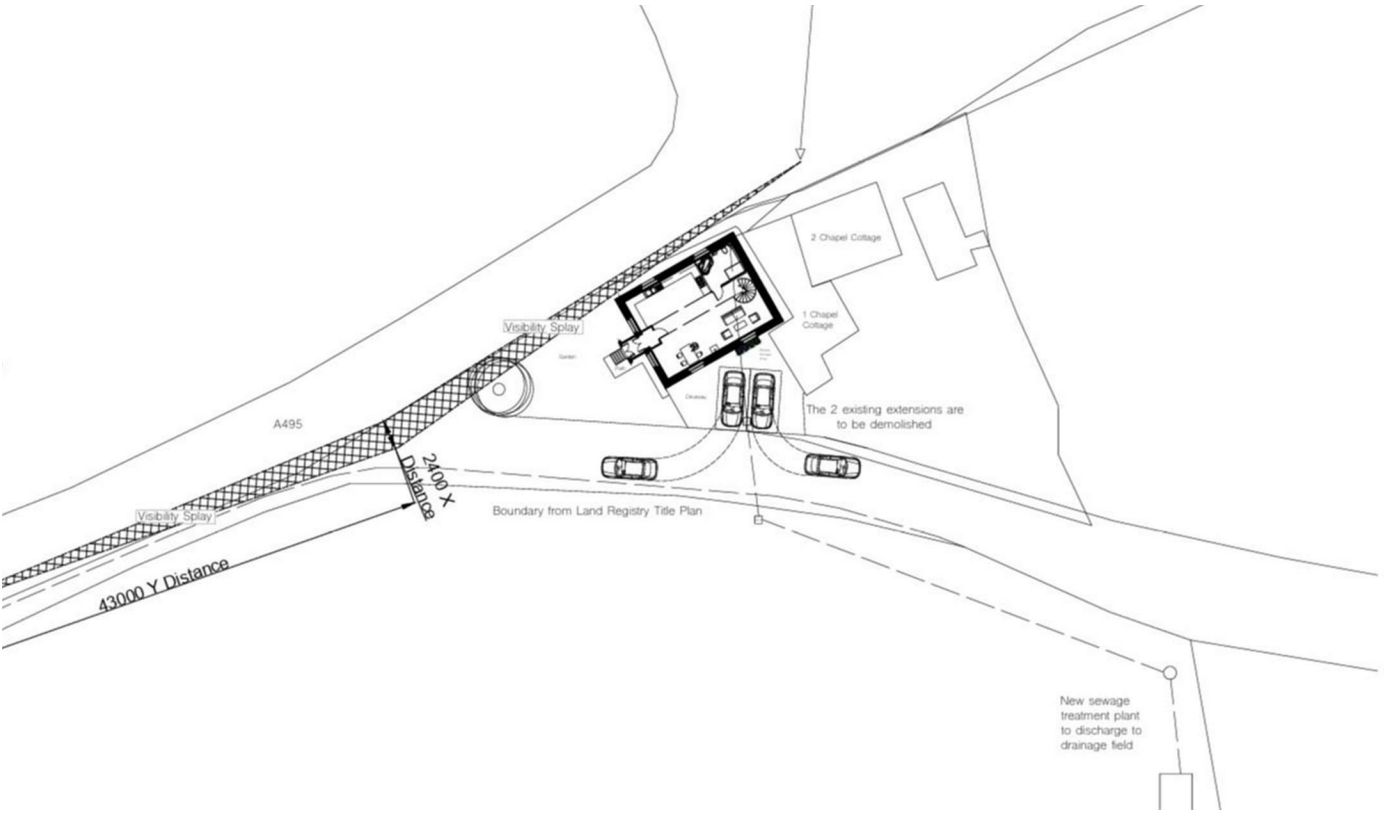 2 Chapel Cottage
1 Chapel
Cottage
Visibility Splay
Garden
The 2 existing extensions are
to be demolished
A495
2400 X
Distance
Boundary from Land Registry Title Plan
Visibility Splay
43000 Y Distance
New sewage
treatment plant
to discharge to
drainage field